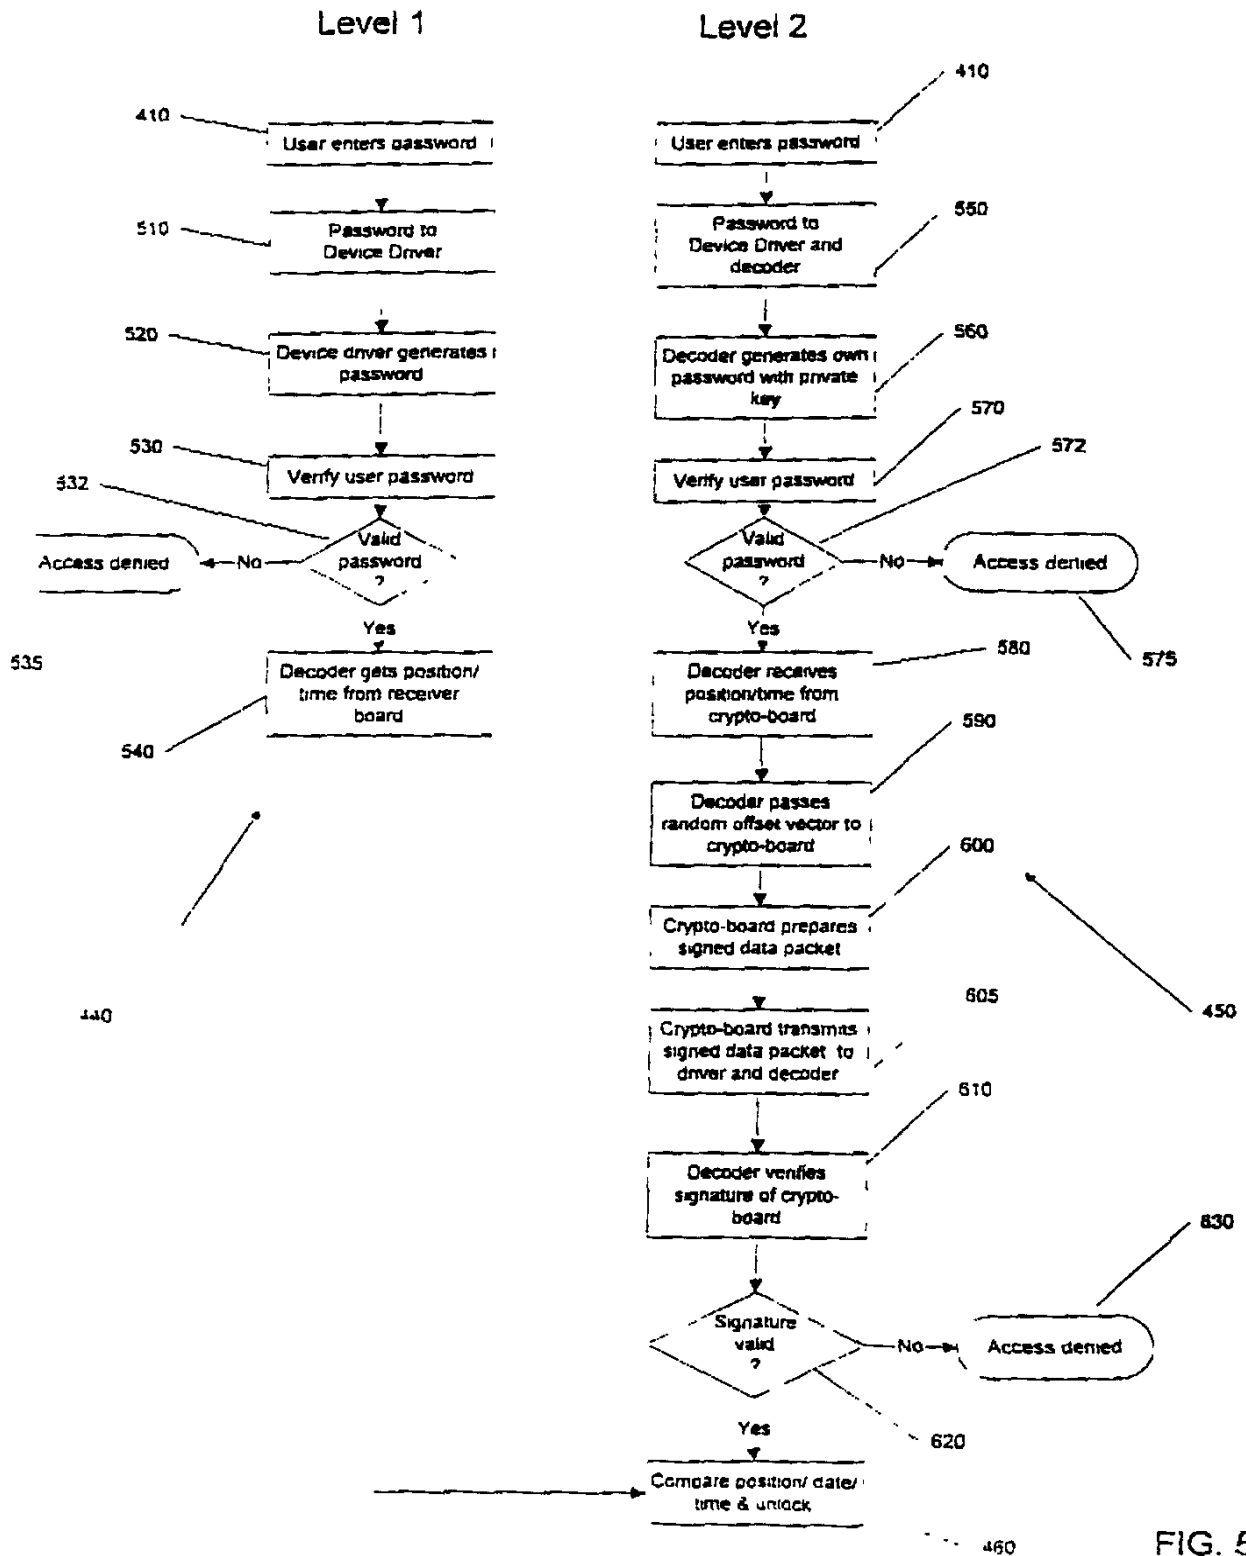 Level 1
Level 2
410
410
User enters password
User enters password
510
Password to
Device Driver
550
Password to
Device Driver and
decoder
520
Device driver generates
password
560
Decoder generates own
password with private
key
530
Verify user password
570
Verify user password
532
Valid
password
?
572
Valid
password
?
Access denied
No
No
Access denied
Yes
Yes
535
575
Decoder gets position/
time from receiver
board
580
Decoder receives
position/time from
crypto-board
540
590
Decoder passes
random offset vector to
crypto-board
600
Crypto-board prepares
signed data packet
440
605
450
Crypto-board transmits
signed data packet to
driver and decoder
610
Decoder verifies
signature of crypto-
board
630
Signature
valid
?
No
Access denied
620
Yes
Compare position/ date/
time & unlock
460
FIG. 5